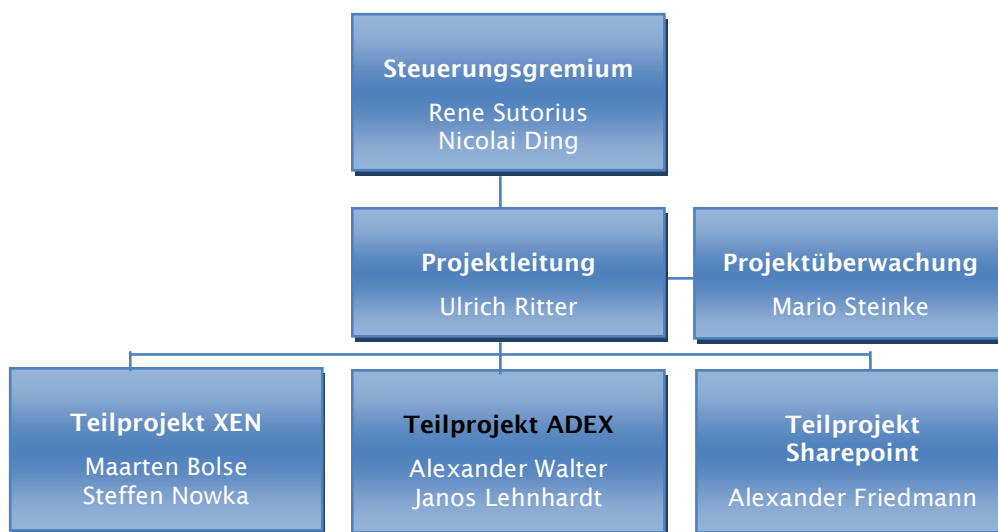 Steuerungsgremium
Rene Sutorius
Nicolai Ding
Projektleitung
Ulrich Ritter
Projektüberwachung
Mario Steinke
Teilprojekt XEN
Maarten Bolse
Steffen Nowka
Teilprojekt ADEX
Alexander Walter
Janos Lehnhardt
Teilprojekt
Sharepoint
Alexander Friedmann